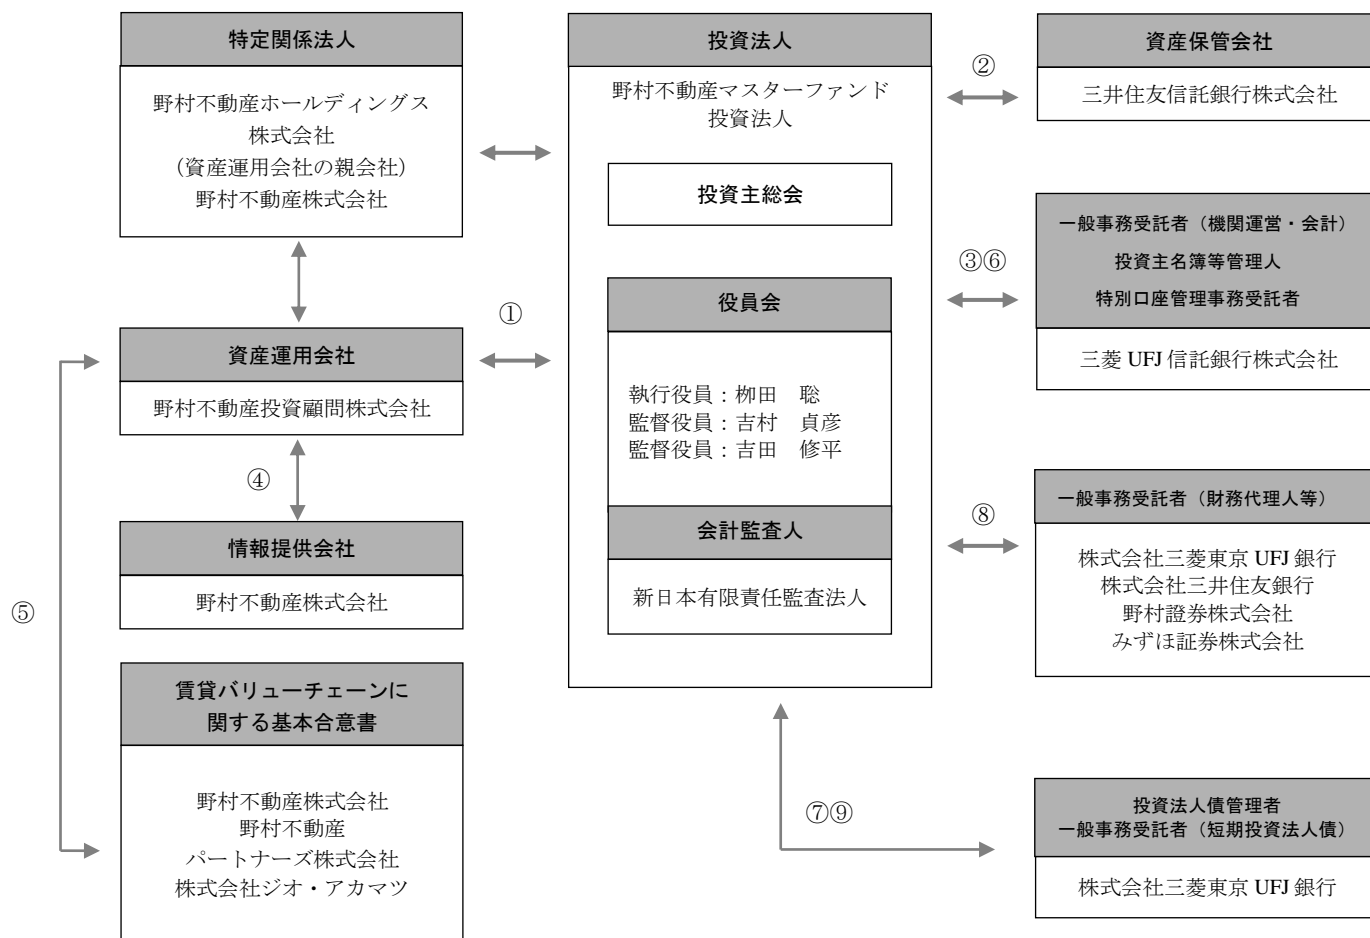 特定関係法人
野村不動産ホールディングス
株式会社
（資産運用会社の親会社）
野村不動産株式会社
資産運用会社
野村不動産投資顧問株式会社
④
情報提供会社
野村不動産株式会社
⑤
賃貸バリューチェーンに
関する基本合意書
野村不動産株式会社
野村不動産
パートナーズ株式会社
株式会社ジオ・アカマツ
①
投資法人
野村不動産マスターファンド
投資法人
投資主総会
役員会
執行役員：栁田　聡
監督役員：吉村　貞彦
監督役員：吉田　修平
会計監査人
新日本有限責任監査法人
②
資産保管会社
三井住友信託銀行株式会社
③⑥
一般事務受託者（機関運営・会計）
投資主名簿等管理人
特別口座管理事務受託者
三菱 UFJ 信託銀行株式会社
⑧
一般事務受託者（財務代理人等）
株式会社三菱東京 UFJ 銀行
株式会社三井住友銀行
野村證券株式会社
みずほ証券株式会社
⑦⑨
投資法人債管理者
一般事務受託者（短期投資法人債）
株式会社三菱東京 UFJ 銀行